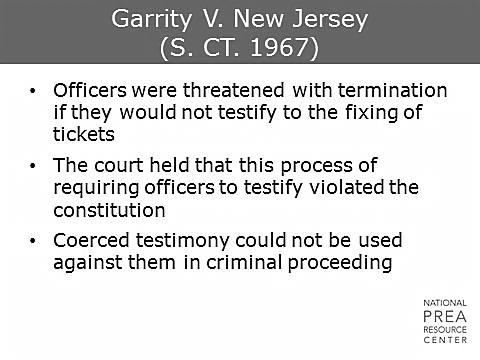 Garrity V. New Jersey
(S. CT. 1967)
• Officers were threatened with termination
if they would not testify to the fixing of
tickets
• The court held that this process of
requiring officers to testify violated the
constitution
• Coerced testimony could not be used
against them in criminal proceeding
NATIONAL
PREA
RESOURCE
CENTER